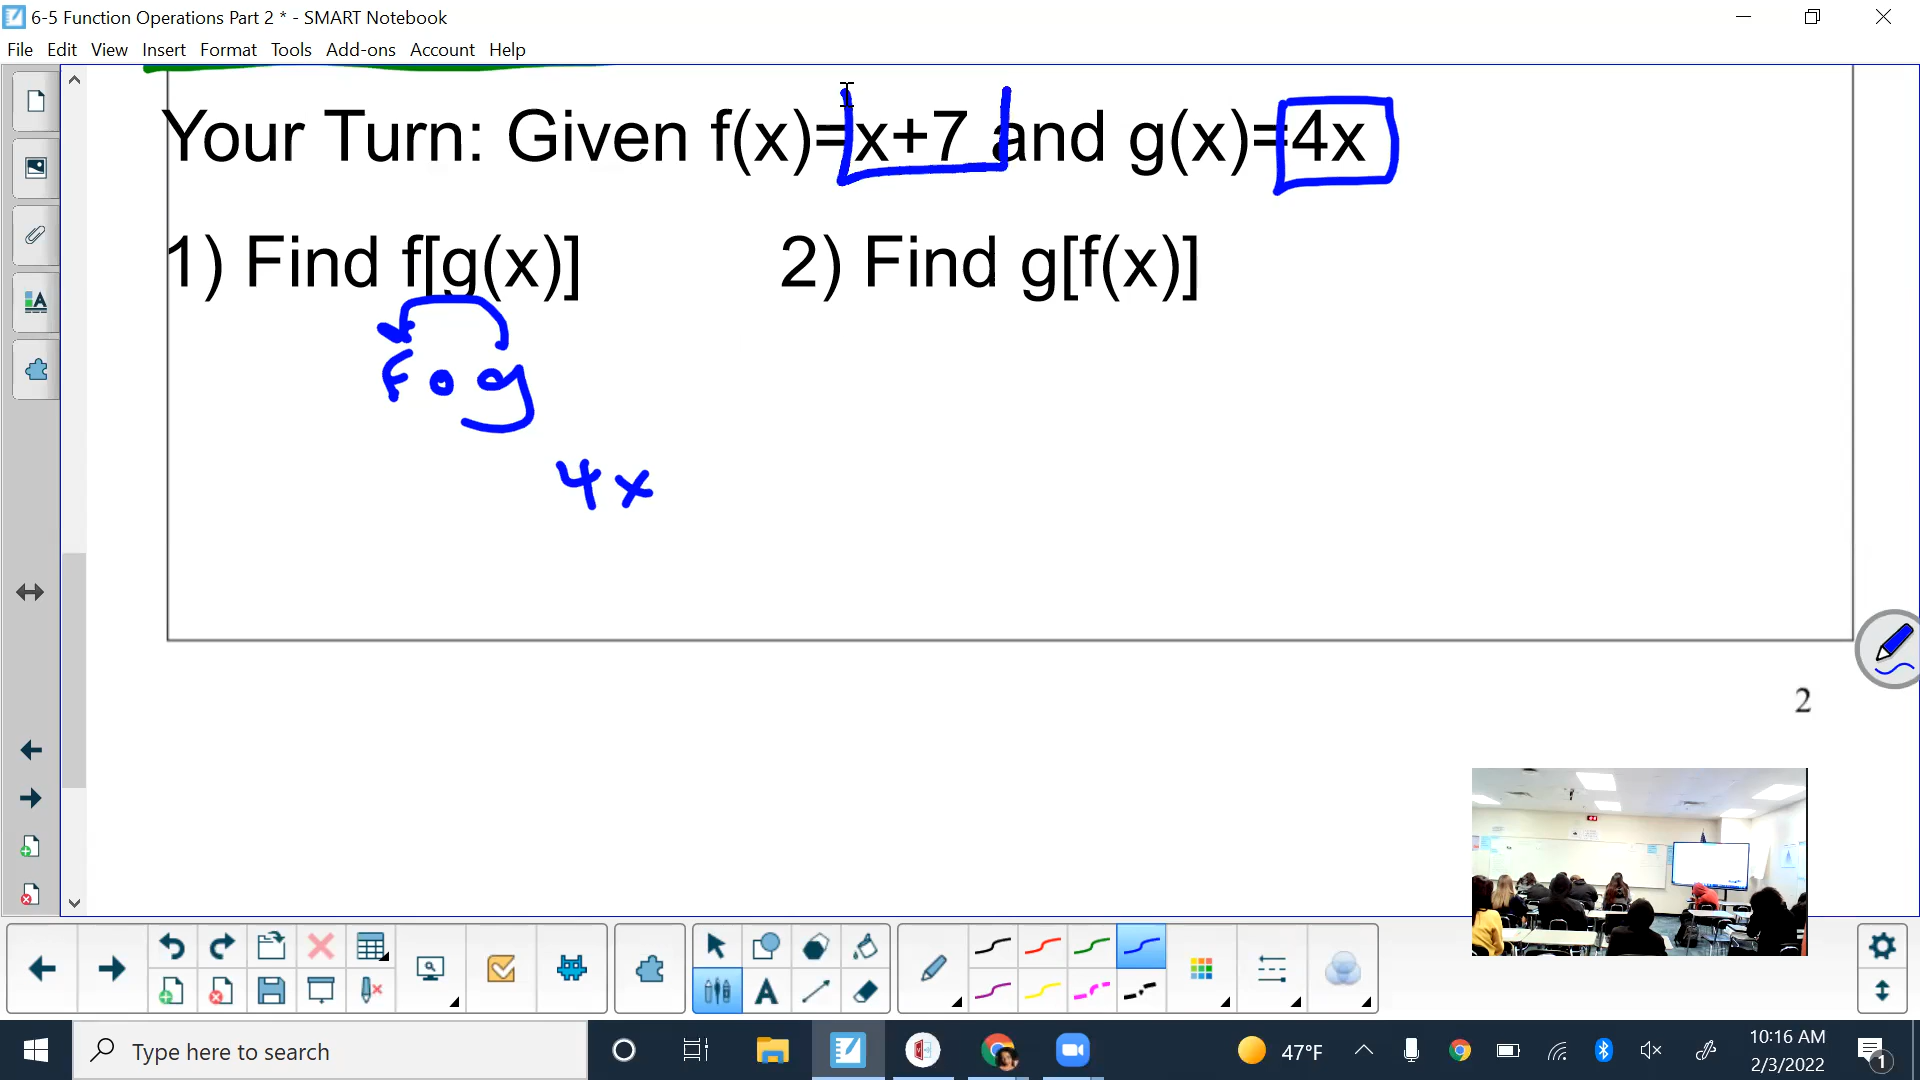 6-5 Function Operations Part 2 * - SMART Notebook
File Edit View Insert Format Tools Add-ons Account Help
Your Turn: Given f(x)=x+7 and g(x)=4x
1) Find f[g(x)] 2) Find g[f(x)]
f o g
4x
2
Type here to search
47°F
10:16 AM
2/3/2022
1